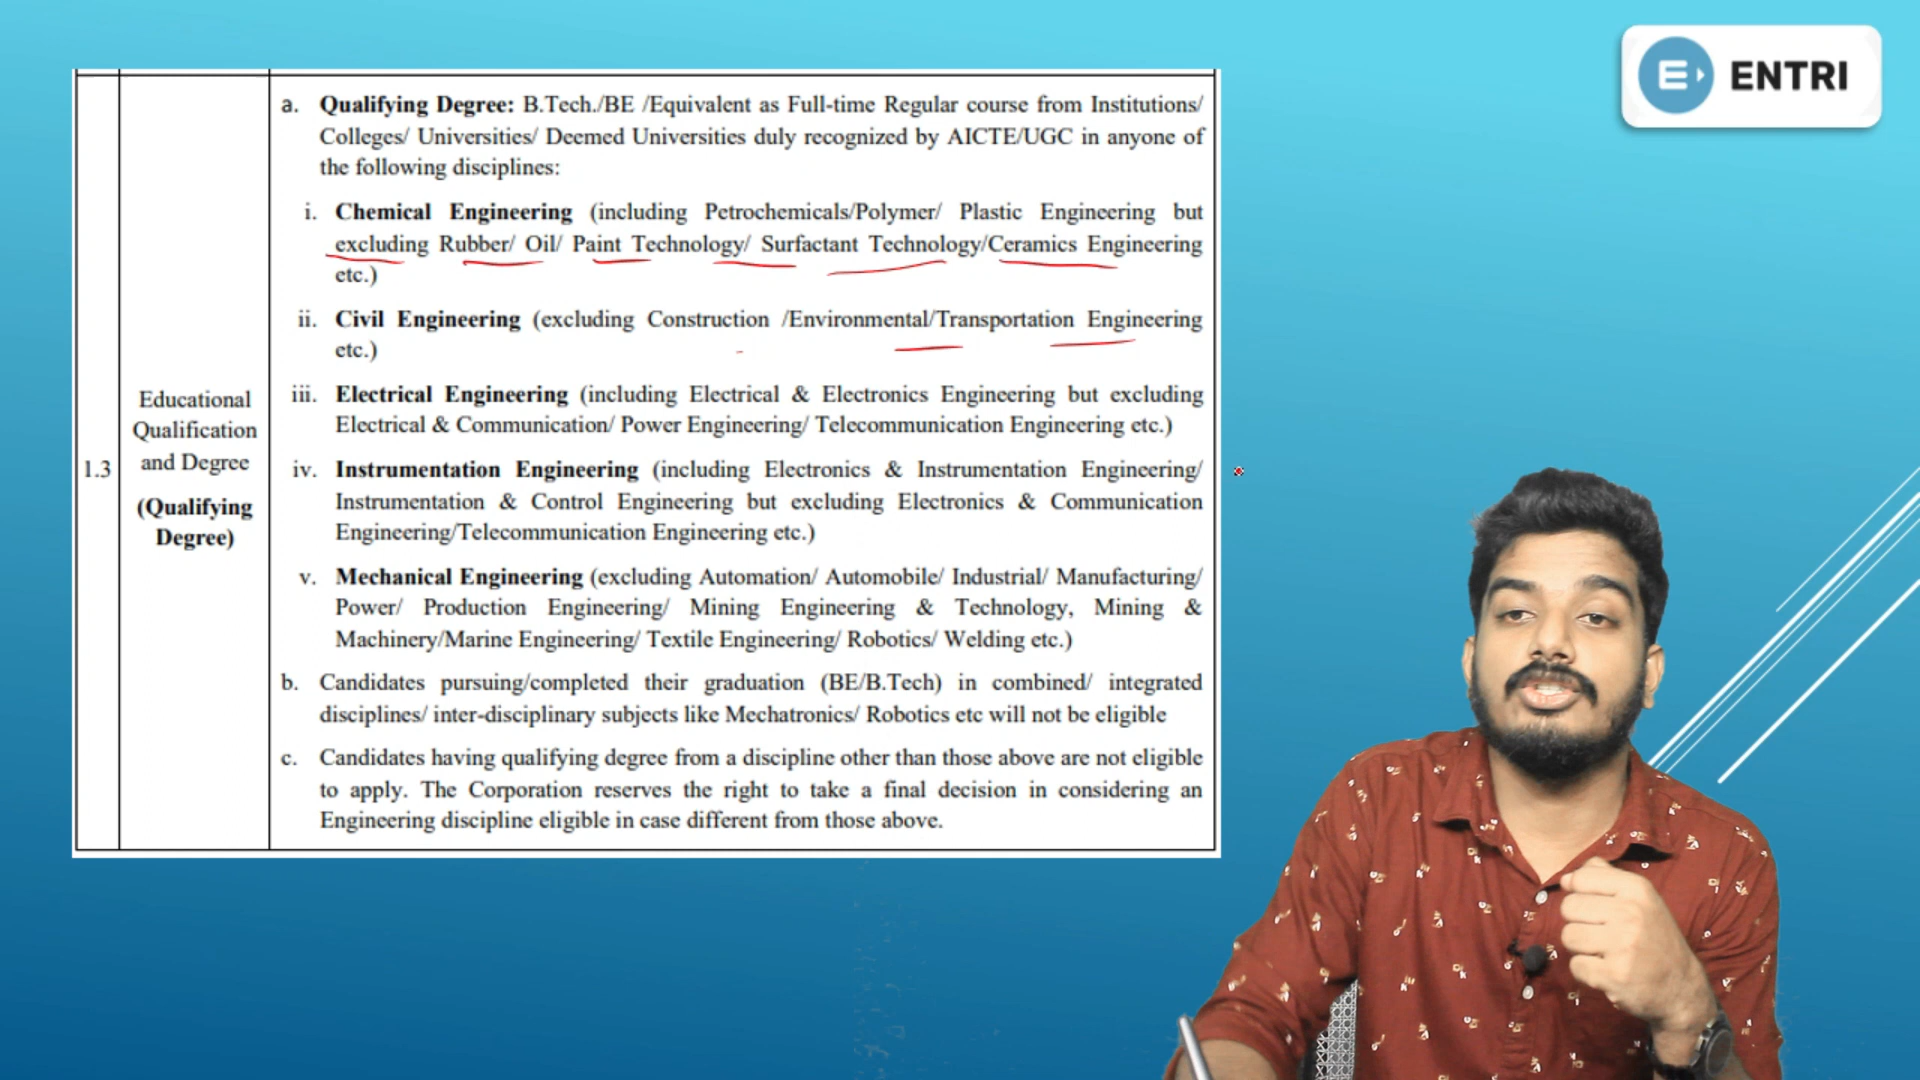 ENTRI
a. Qualifying Degree: B.Tech./BE /Equivalent as Full-time Regular course from Institutions/
Colleges/ Universities/ Deemed Universities duly recognized by AICTE/UGC in anyone of
the following disciplines:
i. Chemical Engineering (including Petrochemicals/Polymer/ Plastic Engineering but
excluding Rubber/ Oil/ Paint Technology/ Surfactant Technology/Ceramics Engineering
etc.)
ii. Civil Engineering (excluding Construction /Environmental/Transportation Engineering
etc.)
iii. Electrical Engineering (including Electrical & Electronics Engineering but excluding
Electrical & Communication/ Power Engineering/ Telecommunication Engineering etc.)
iv. Instrumentation Engineering (including Electronics & Instrumentation Engineering/
Instrumentation & Control Engineering but excluding Electronics & Communication
Engineering/Telecommunication Engineering etc.)
v. Mechanical Engineering (excluding Automation/ Automobile/ Industrial/ Manufacturing/
Power/ Production Engineering/ Mining Engineering & Technology, Mining &
Machinery/Marine Engineering/ Textile Engineering/ Robotics/ Welding etc.)
b. Candidates pursuing/completed their graduation (BE/B.Tech) in combined/ integrated
disciplines/ inter-disciplinary subjects like Mechatronics/ Robotics etc will not be eligible
c. Candidates having qualifying degree from a discipline other than those above are not eligible
to apply. The Corporation reserves the right to take a final decision in considering an
Engineering discipline eligible in case different from those above.
1.3
Educational
Qualification
and Degree
(Qualifying
Degree)